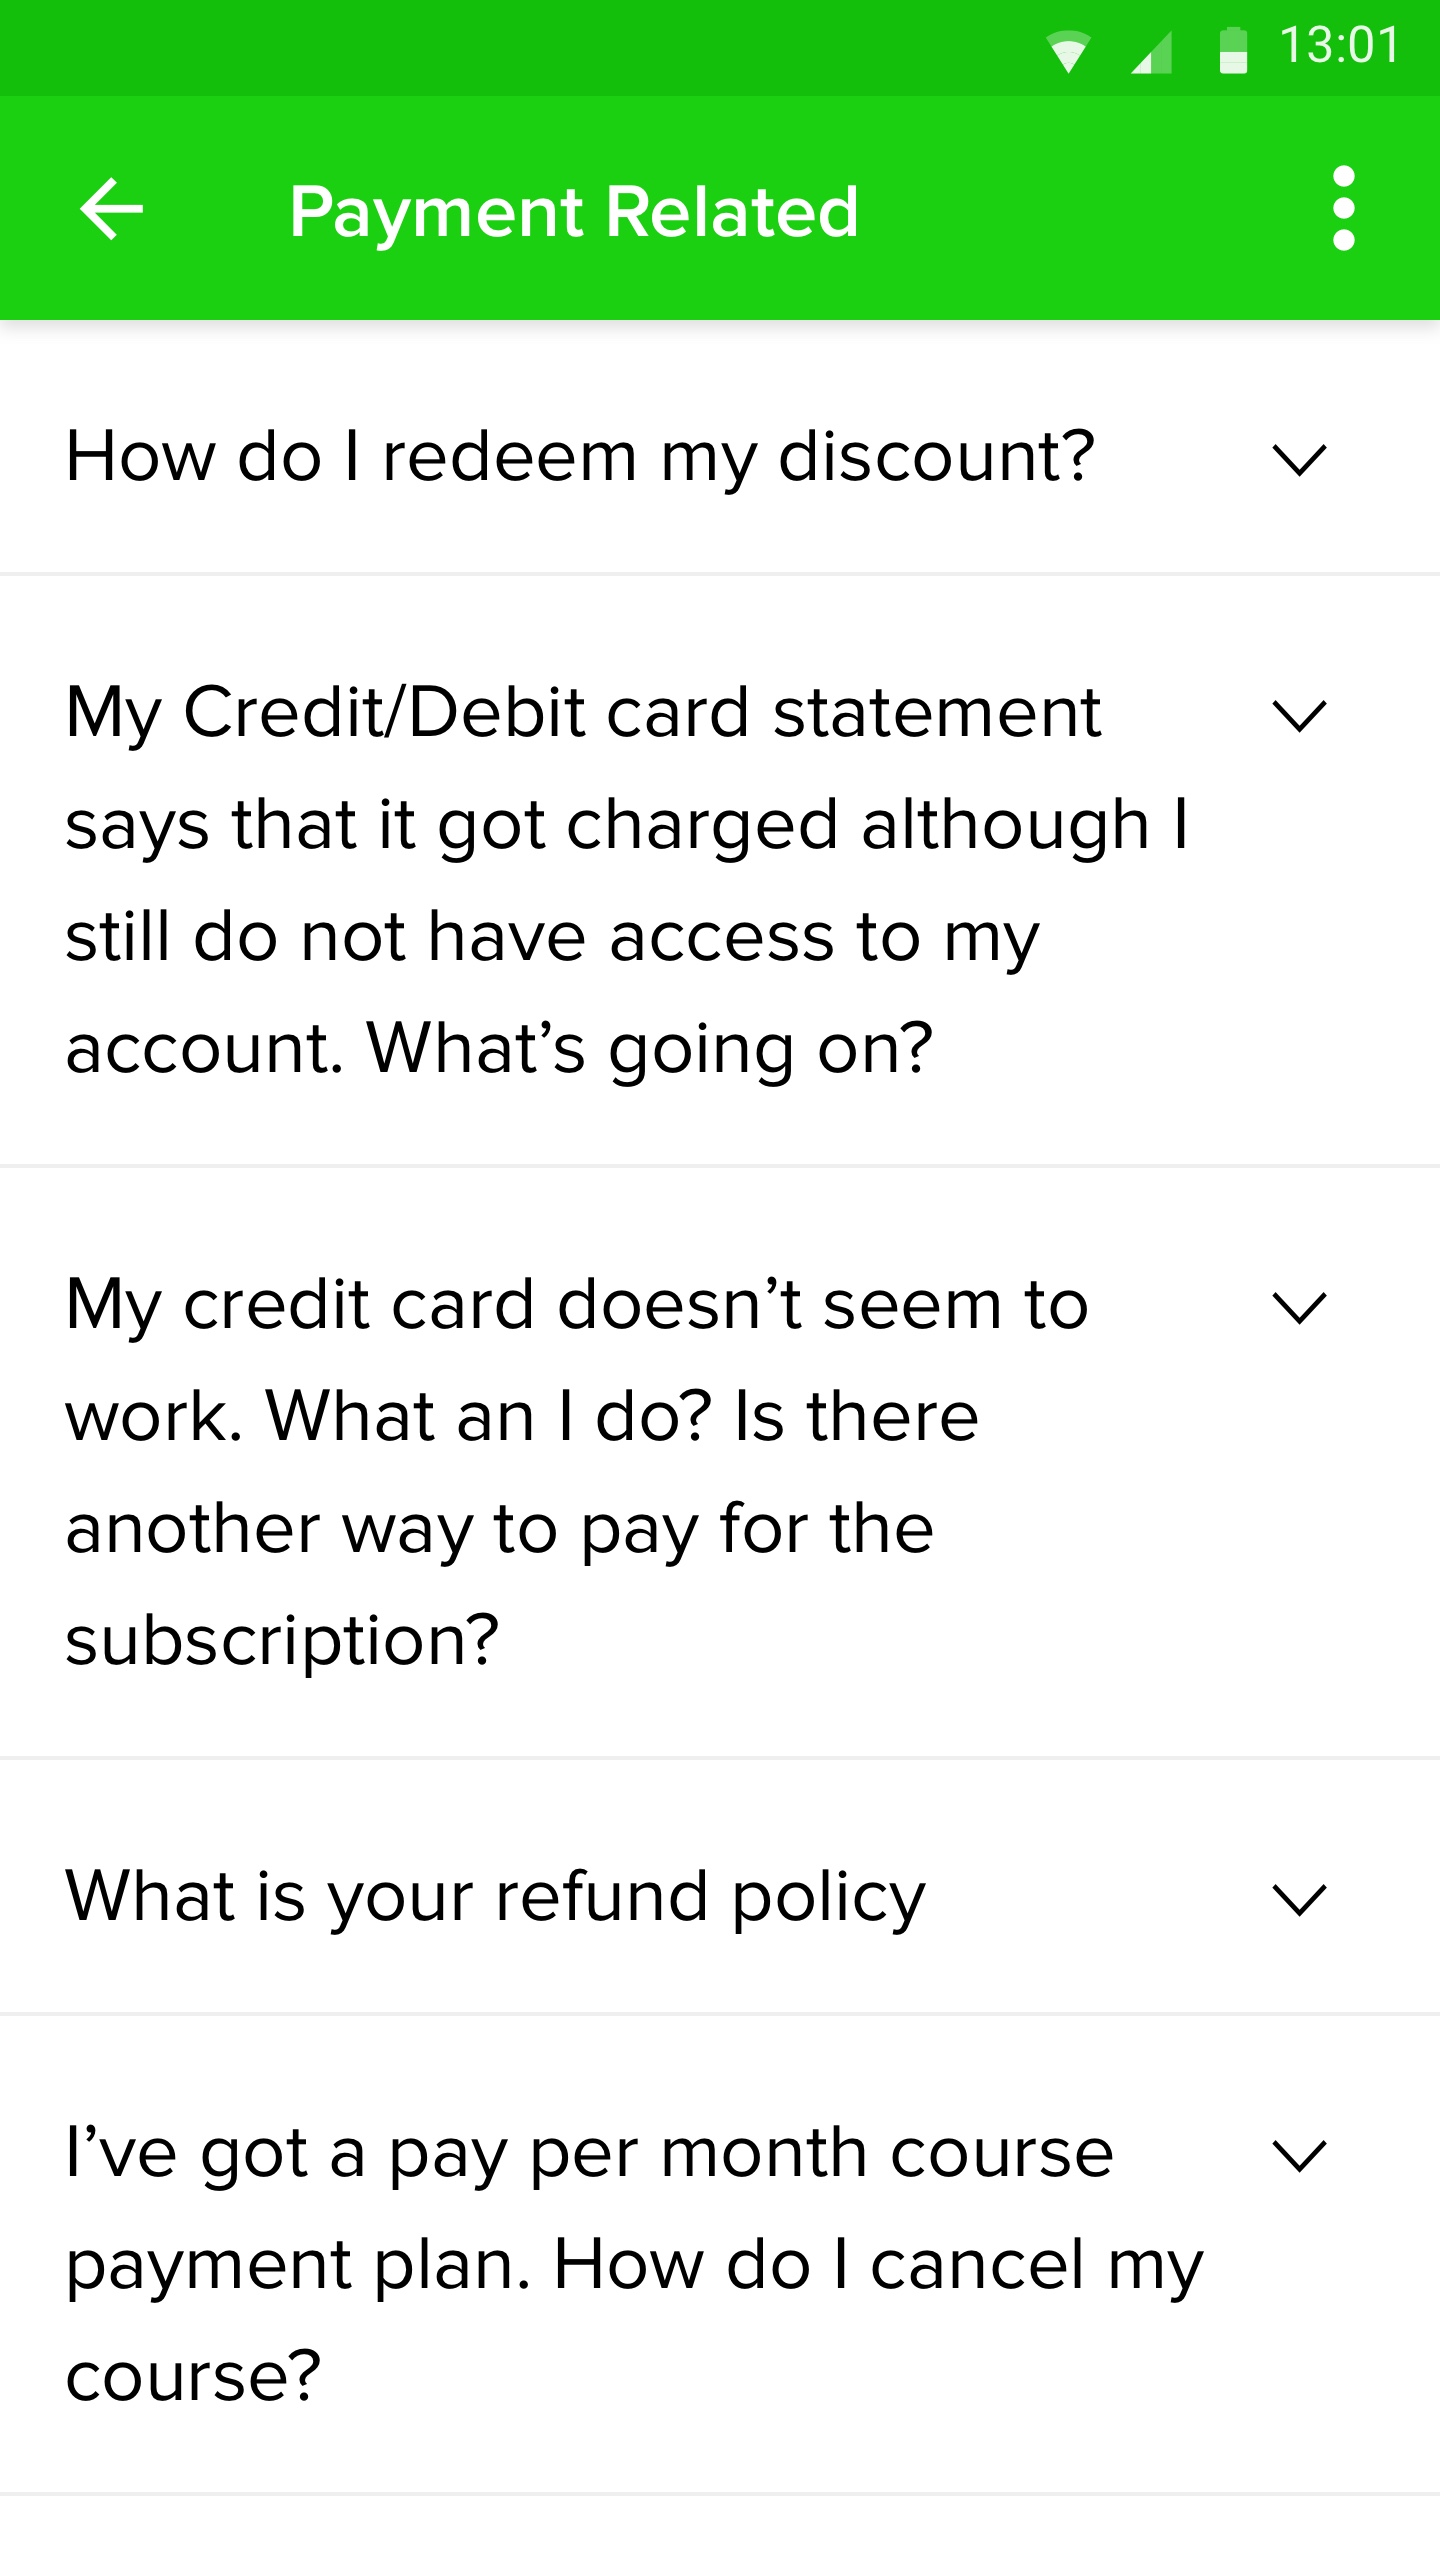 13:01
Payment Related
How do I redeem my discount?
My Credit/Debit card statement
says that it got charged although I
still do not have access to my
account. What’s going on?
My credit card doesn’t seem to
work. What an I do? Is there
another way to pay for the
subscription?
What is your refund policy
I’ve got a pay per month course
payment plan. How do I cancel my
course?